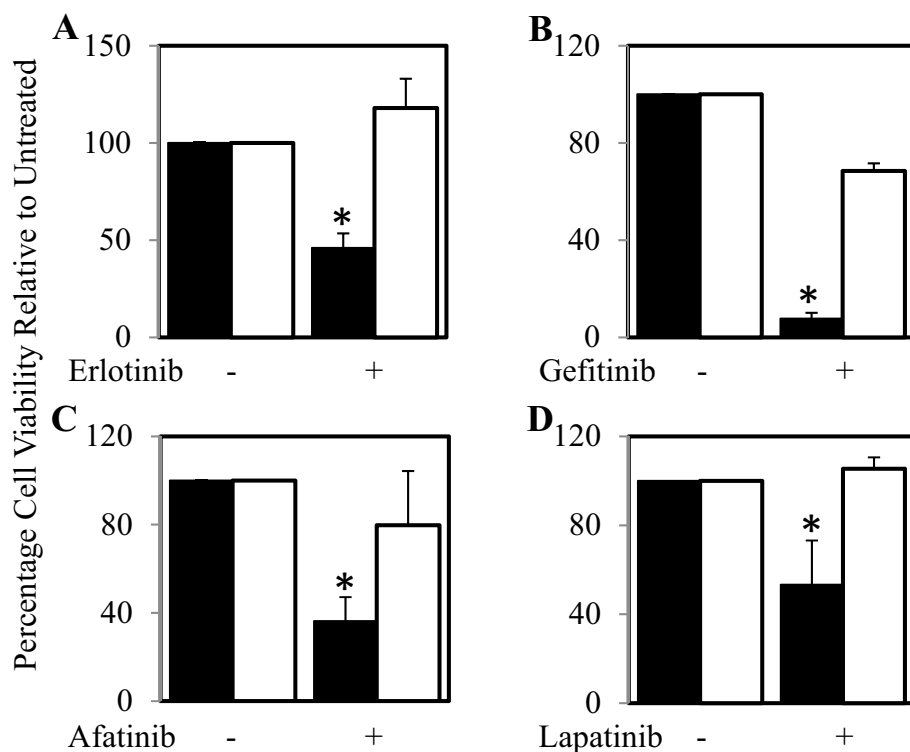 Percentage Cell Viability Relative to Untreated
A
150
100
50
0
*
Erlotinib - +
B
120
80
40
0
*
Gefitinib - +
C
120
80
40
0
*
Afatinib - +
D
120
80
40
0
*
Lapatinib - +